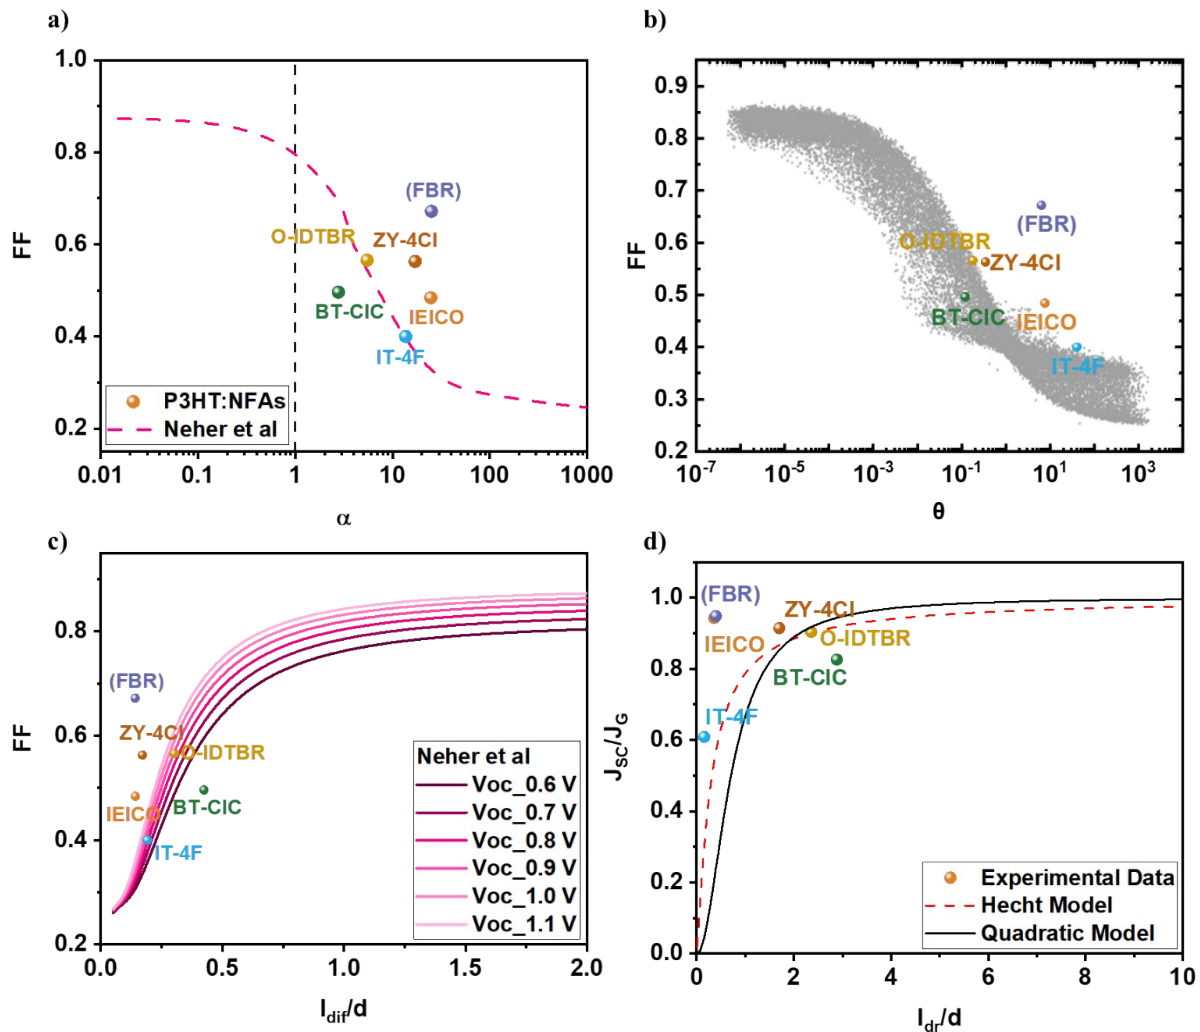 a)
1.0
0.8
0.6
0.4
0.2
FF
(FBR)
O-IDTBR
ZY-4Cl
BT-CIC
IEICO
IT-4F
P3HT:NFAs
Neher et al
0.01
0.1
1
10
100
1000
α
b)
0.9
0.8
0.7
0.6
0.5
0.4
0.3
0.2
FF
(FBR)
O-IDTBR
ZY-4Cl
BT-CIC
IEICO
IT-4F
10⁻⁷
10⁻⁵
10⁻³
10⁻¹
10¹
10³
θ
c)
0.8
0.6
0.4
0.2
FF
(FBR)
ZY-4Cl
O-IDTBR
IEICO
BT-CIC
IT-4F
Neher et al
Voc_0.6 V
Voc_0.7 V
Voc_0.8 V
Voc_0.9 V
Voc_1.0 V
Voc_1.1 V
0.0
0.5
1.0
1.5
2.0
l_dif/d
d)
1.0
0.8
0.6
0.4
0.2
0.0
J_SC/J_G
(FBR)
ZY-4Cl
IEICO
O-IDTBR
BT-CIC
IT-4F
Experimental Data
Hecht Model
Quadratic Model
0
2
4
6
8
10
l_dr/d